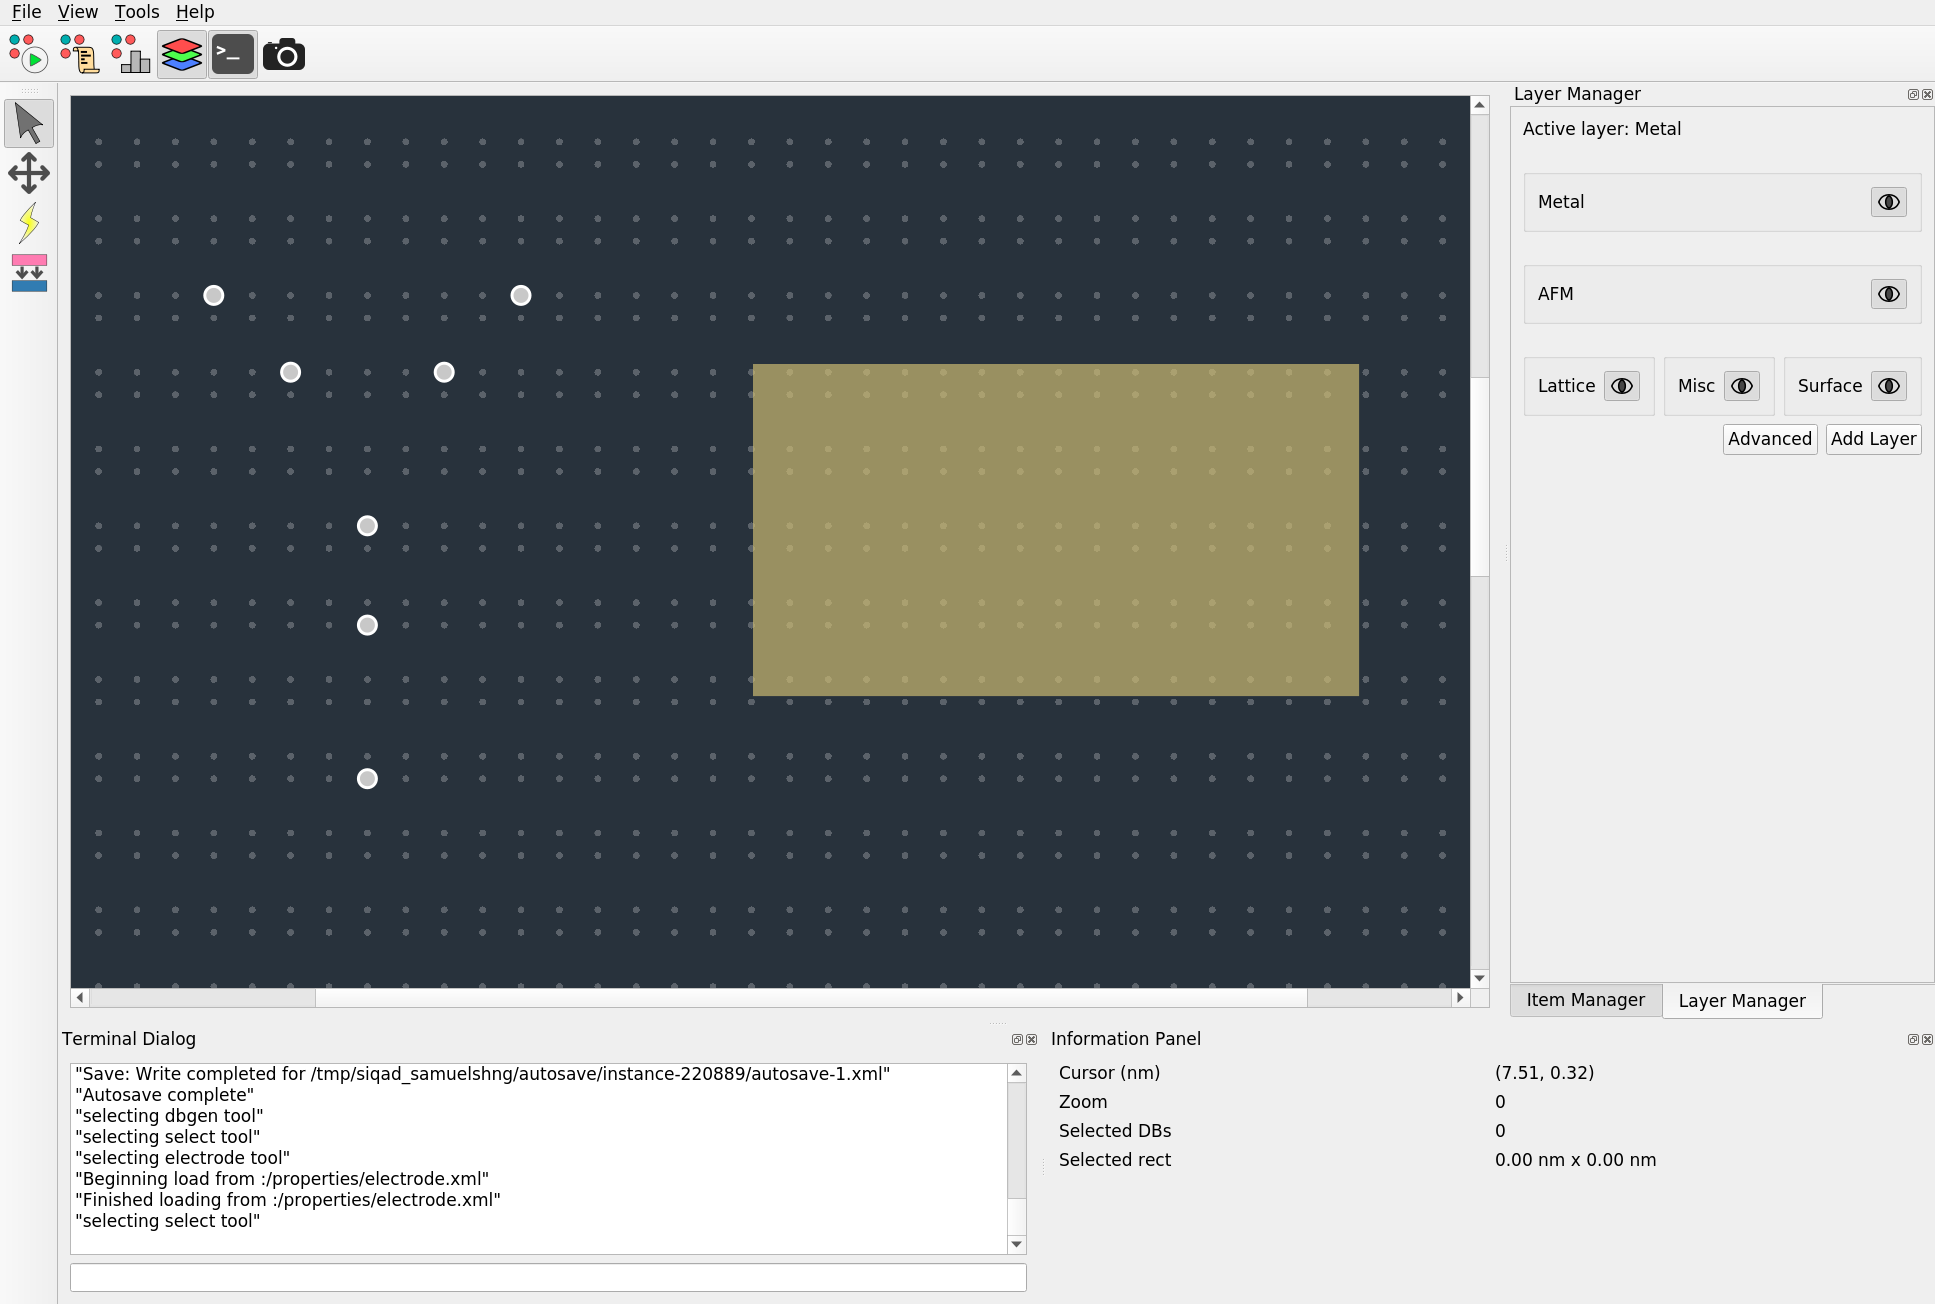 File View Tools Help
>_
Layer Manager
Active layer: Metal
Metal
AFM
Lattice Misc Surface
Advanced Add Layer
Item Manager Layer Manager
Terminal Dialog
"Save: Write completed for /tmp/siqad_samuelshng/autosave/instance-220889/autosave-1.xml"
"Autosave complete"
"selecting dbgen tool"
"selecting select tool"
"selecting electrode tool"
"Beginning load from :/properties/electrode.xml"
"Finished loading from :/properties/electrode.xml"
"selecting select tool"
Information Panel
Cursor (nm) (7.51, 0.32)
Zoom 0
Selected DBs 0
Selected rect 0.00 nm x 0.00 nm